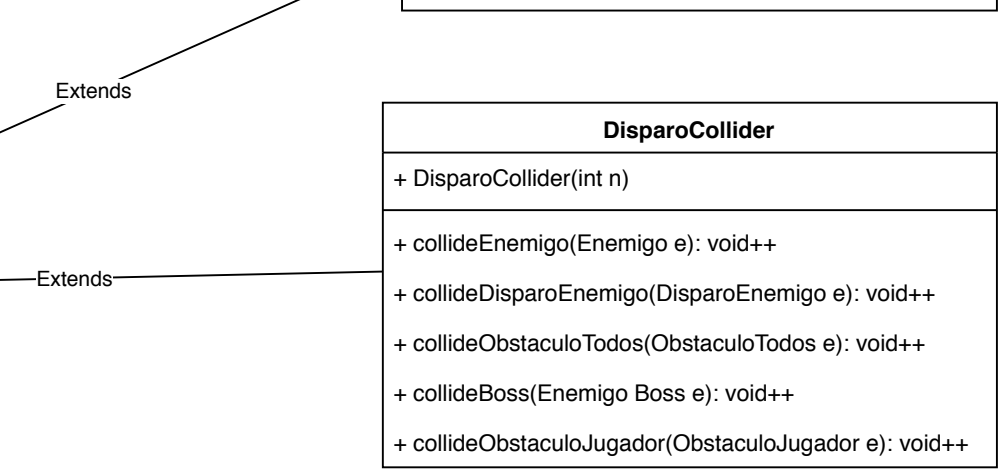 Extends
DisparoCollider
+ DisparoCollider(int n)
+ collideEnemigo(Enemigo e): void++
Extends
+ collideDisparoEnemigo(DisparoEnemigo e): void++
+ collideObstaculoTodos(ObstaculoTodos e): void++
+ collideBoss(Enemigo Boss e): void++
+ collideObstaculoJugador(ObstaculoJugador e): void++